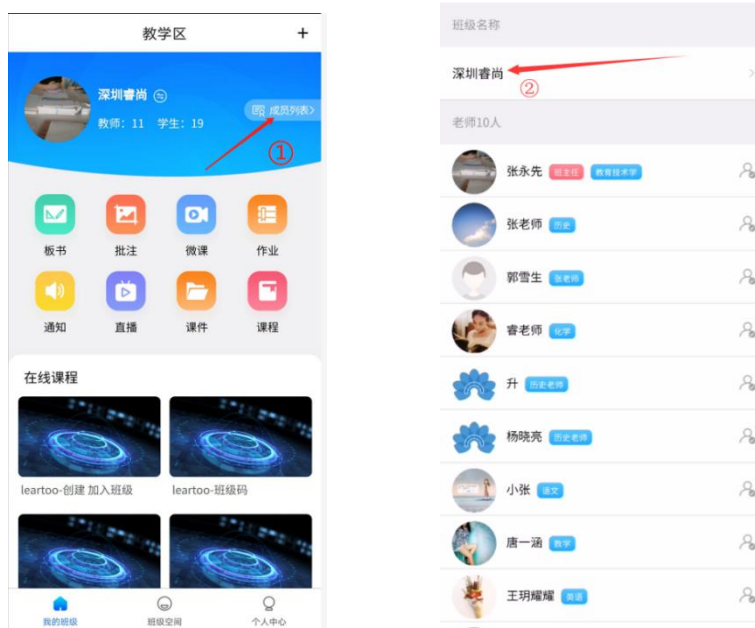 教学区
+
深圳睿尚
教师：11 学生：19
成员列表>
①
板书 批注 微课 作业
通知 直播 课件 课程
在线课程
leartoo-创建 加入班级 leartoo-班级码
我的班级 班级空间 个人中心
班级名称
深圳睿尚
②
老师10人
张永先 班主任 教育技术学
张老师 历史
郭雪生 张老师
睿老师 化学
升 历史老师
杨晓亮 历史老师
小张 语文
唐一涵 数学
王玥耀耀 英语